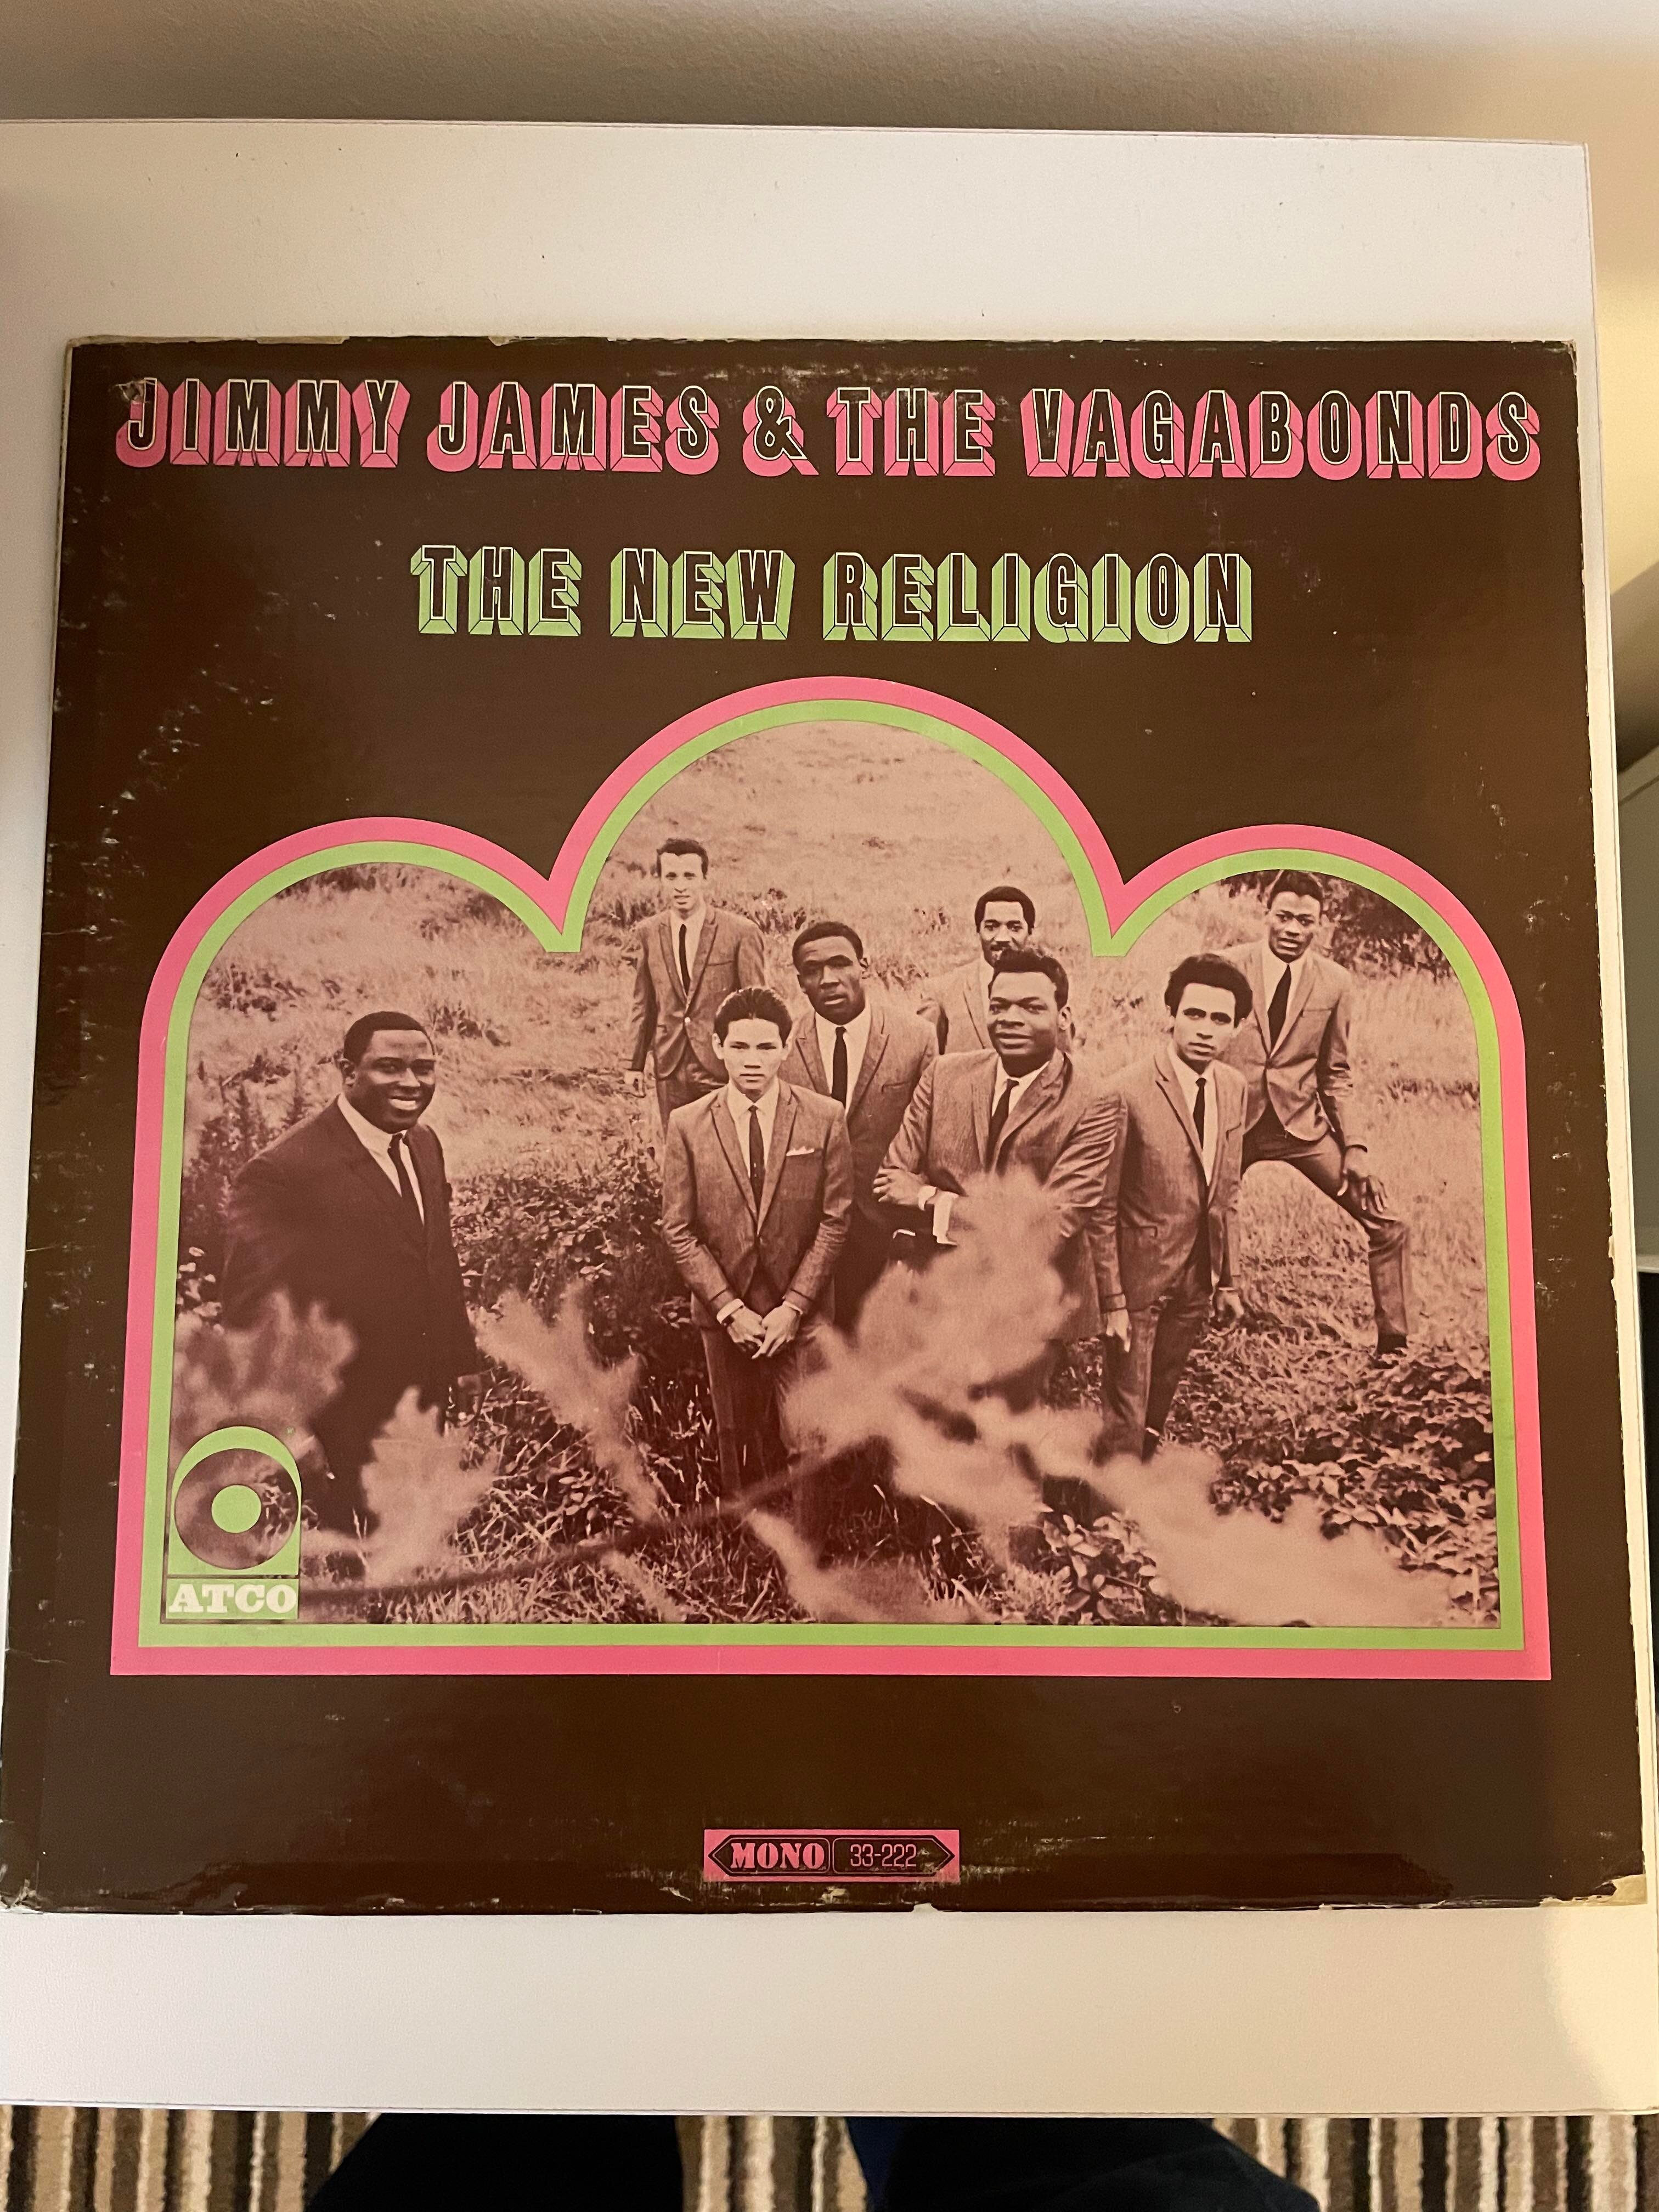 JIMMY JAMES & THE VAGABONDS
THE NEW RELIGION
ATCO
MONO 33-222